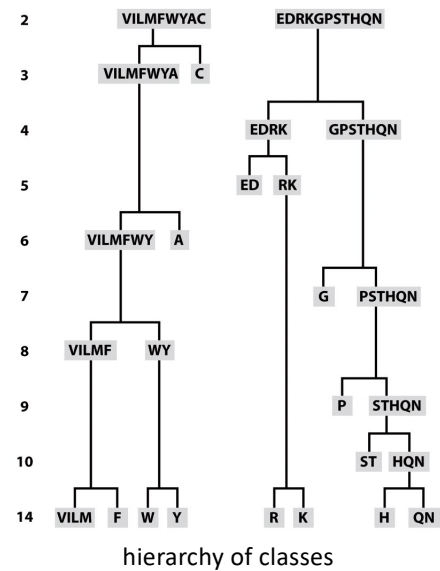 2 VILMFWYAC EDRKGPSTHQN
3 VILMFWYA C
4 EDRK GPSTHQN
5 ED RK
6 VILMFWY A
7 G PSTHQN
8 VILMF WY
9 P STHQN
10 ST HQN
14 VILM F W Y R K H QN
hierarchy of classes